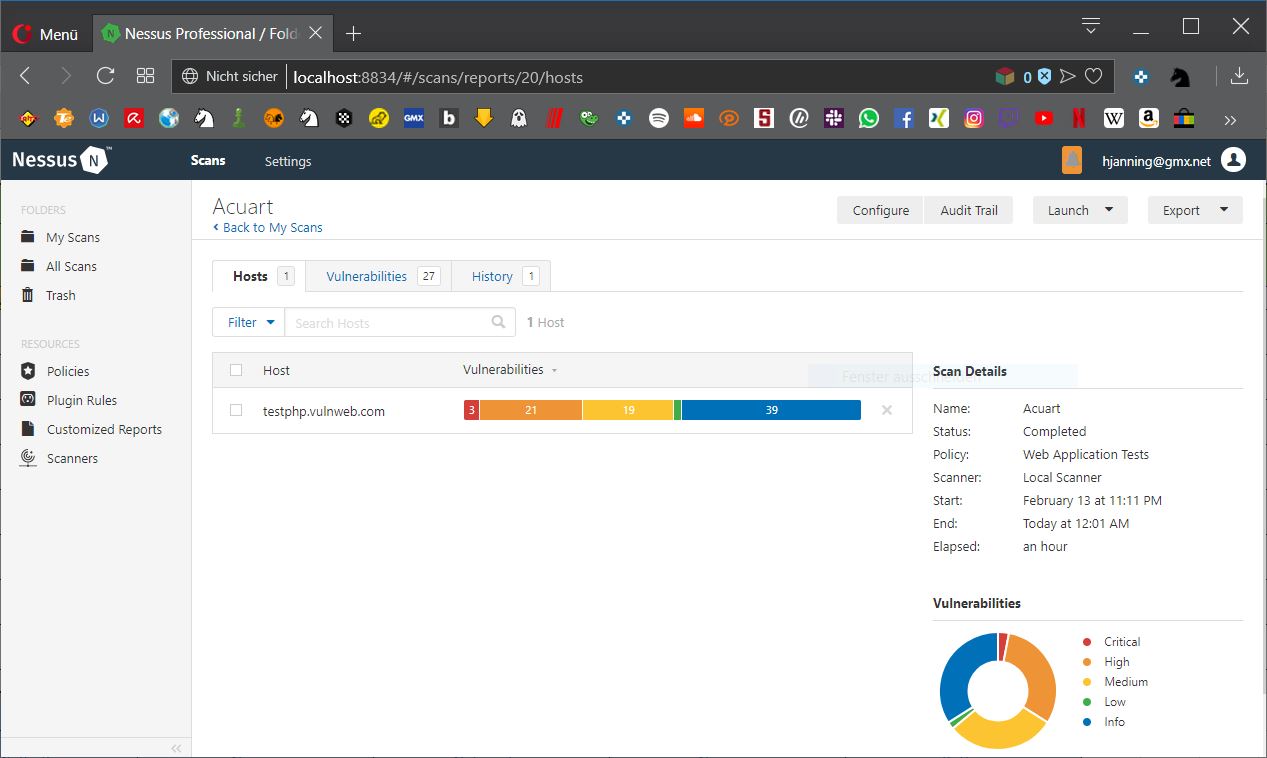 Menü
Nessus Professional / Fold
Nicht sicher
localhost:8834/#/scans/reports/20/hosts
0
GMX
Nessus N ™
Scans
Settings
hjanning@gmx.net
FOLDERS
My Scans
All Scans
Trash
RESOURCES
Policies
Plugin Rules
Customized Reports
Scanners
Acuart
Back to My Scans
Configure
Audit Trail
Launch
Export
Hosts 1
Vulnerabilities 27
History 1
Filter
Search Hosts
1 Host
Host
Vulnerabilities
testphp.vulnweb.com
3 21 19 39
Fenster ausschneiden
Scan Details
Name: Acuart
Status: Completed
Policy: Web Application Tests
Scanner: Local Scanner
Start: February 13 at 11:11 PM
End: Today at 12:01 AM
Elapsed: an hour
Vulnerabilities
Critical
High
Medium
Low
Info